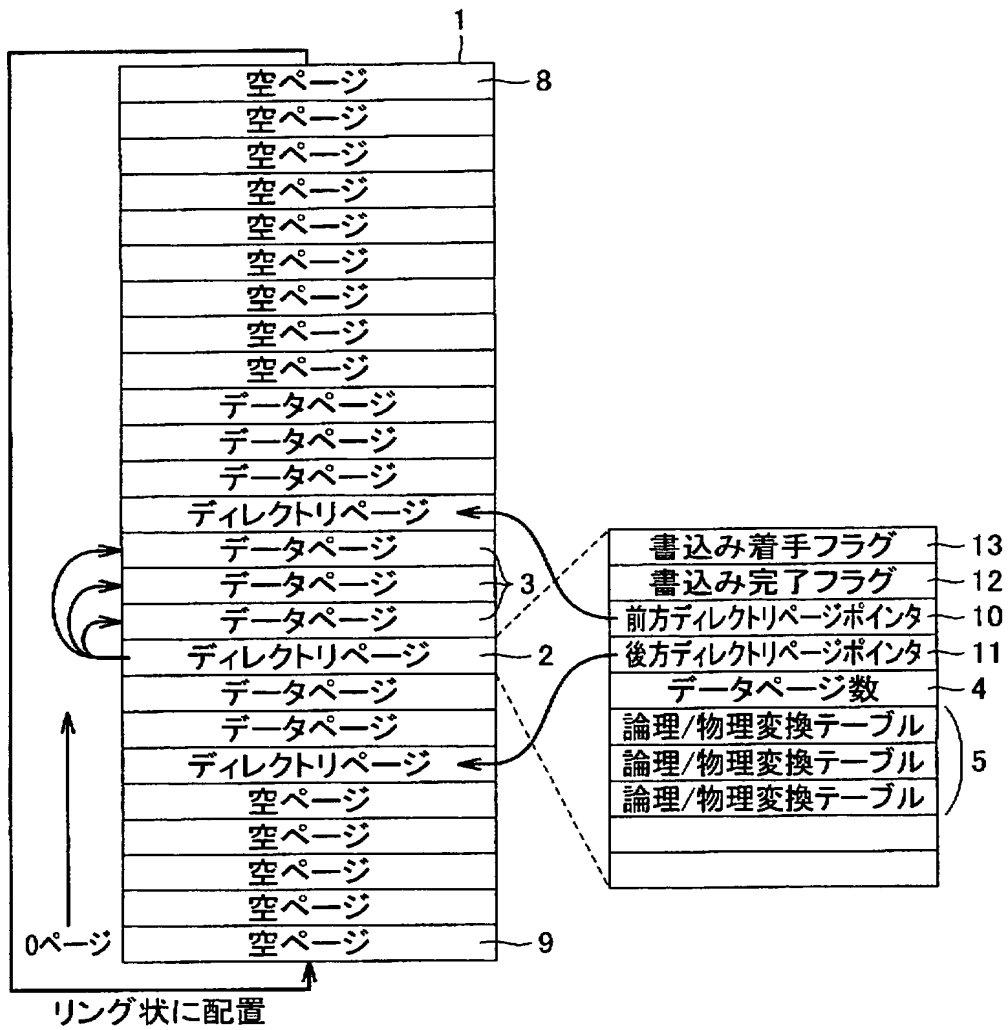 1
空ページ 8
空ページ
空ページ
空ページ
空ページ
空ページ
空ページ
空ページ
空ページ
データページ
データページ
データページ
ディレクトリページ
データページ
データページ 3
データページ
ディレクトリページ 2
データページ
データページ
ディレクトリページ
空ページ
空ページ
空ページ
空ページ
空ページ 9
0ページ
リング状に配置
書込み着手フラグ 13
書込み完了フラグ 12
前方ディレクトリページポインタ 10
後方ディレクトリページポインタ 11
データページ数 4
論理/物理変換テーブル
論理/物理変換テーブル 5
論理/物理変換テーブル